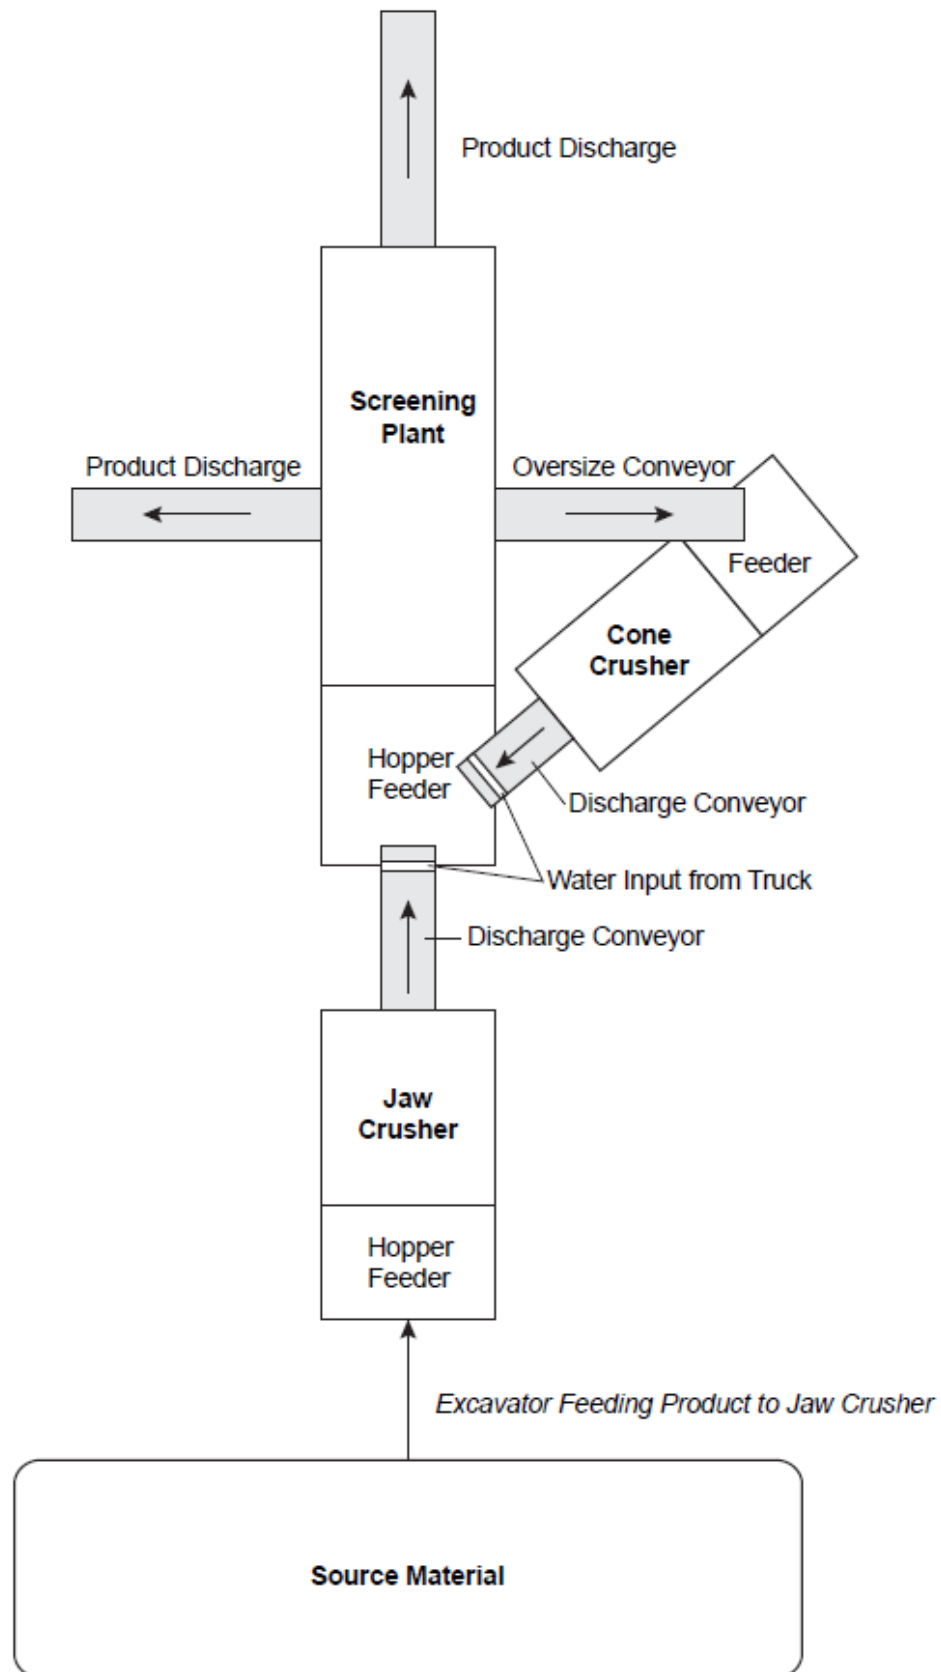 Product Discharge
Screening
Plant
Product Discharge
Oversize Conveyor
Feeder
Cone
Crusher
Hopper
Feeder
Discharge Conveyor
Water Input from Truck
Discharge Conveyor
Jaw
Crusher
Hopper
Feeder
Excavator Feeding Product to Jaw Crusher
Source Material